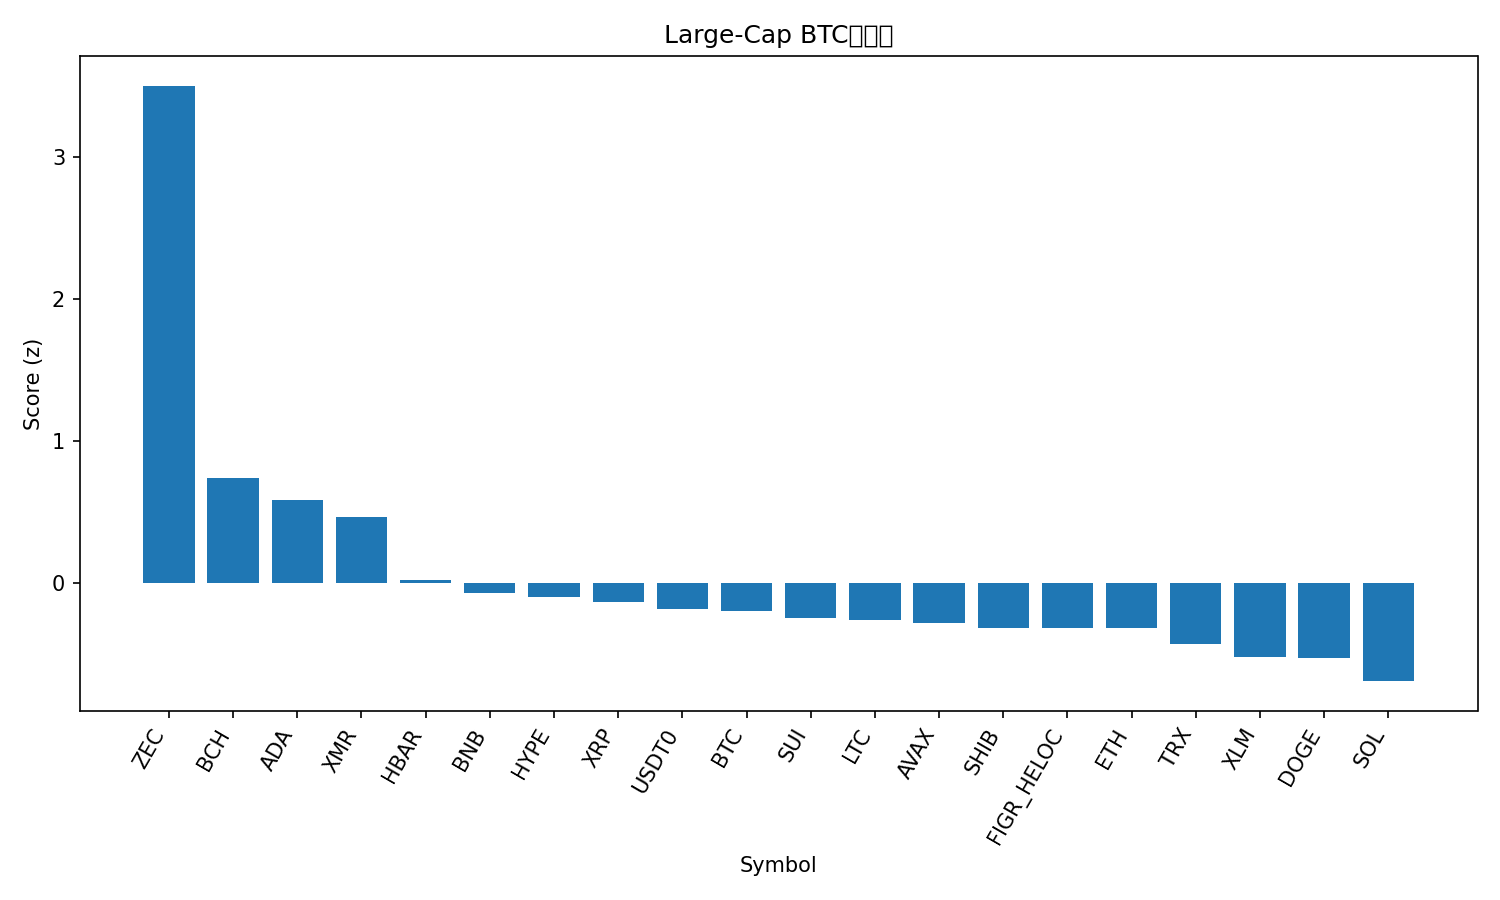 Large-Cap BTC
Score (z)
3
2
1
0
ZEC
BCH
ADA
XMR
HBAR
BNB
HYPE
XRP
USDT0
BTC
SUI
LTC
AVAX
SHIB
FIGR_HELOC
ETH
TRX
XLM
DOGE
SOL
Symbol